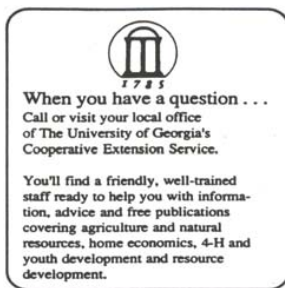 1785
When you have a question . . .
Call or visit your local office
of The University of Georgia's
Cooperative Extension Service.
You'll find a friendly, well-trained
staff ready to help you with informa-
tion, advice and free publications
covering agriculture and natural
resources, home economics, 4-H and
youth development and resource
development.